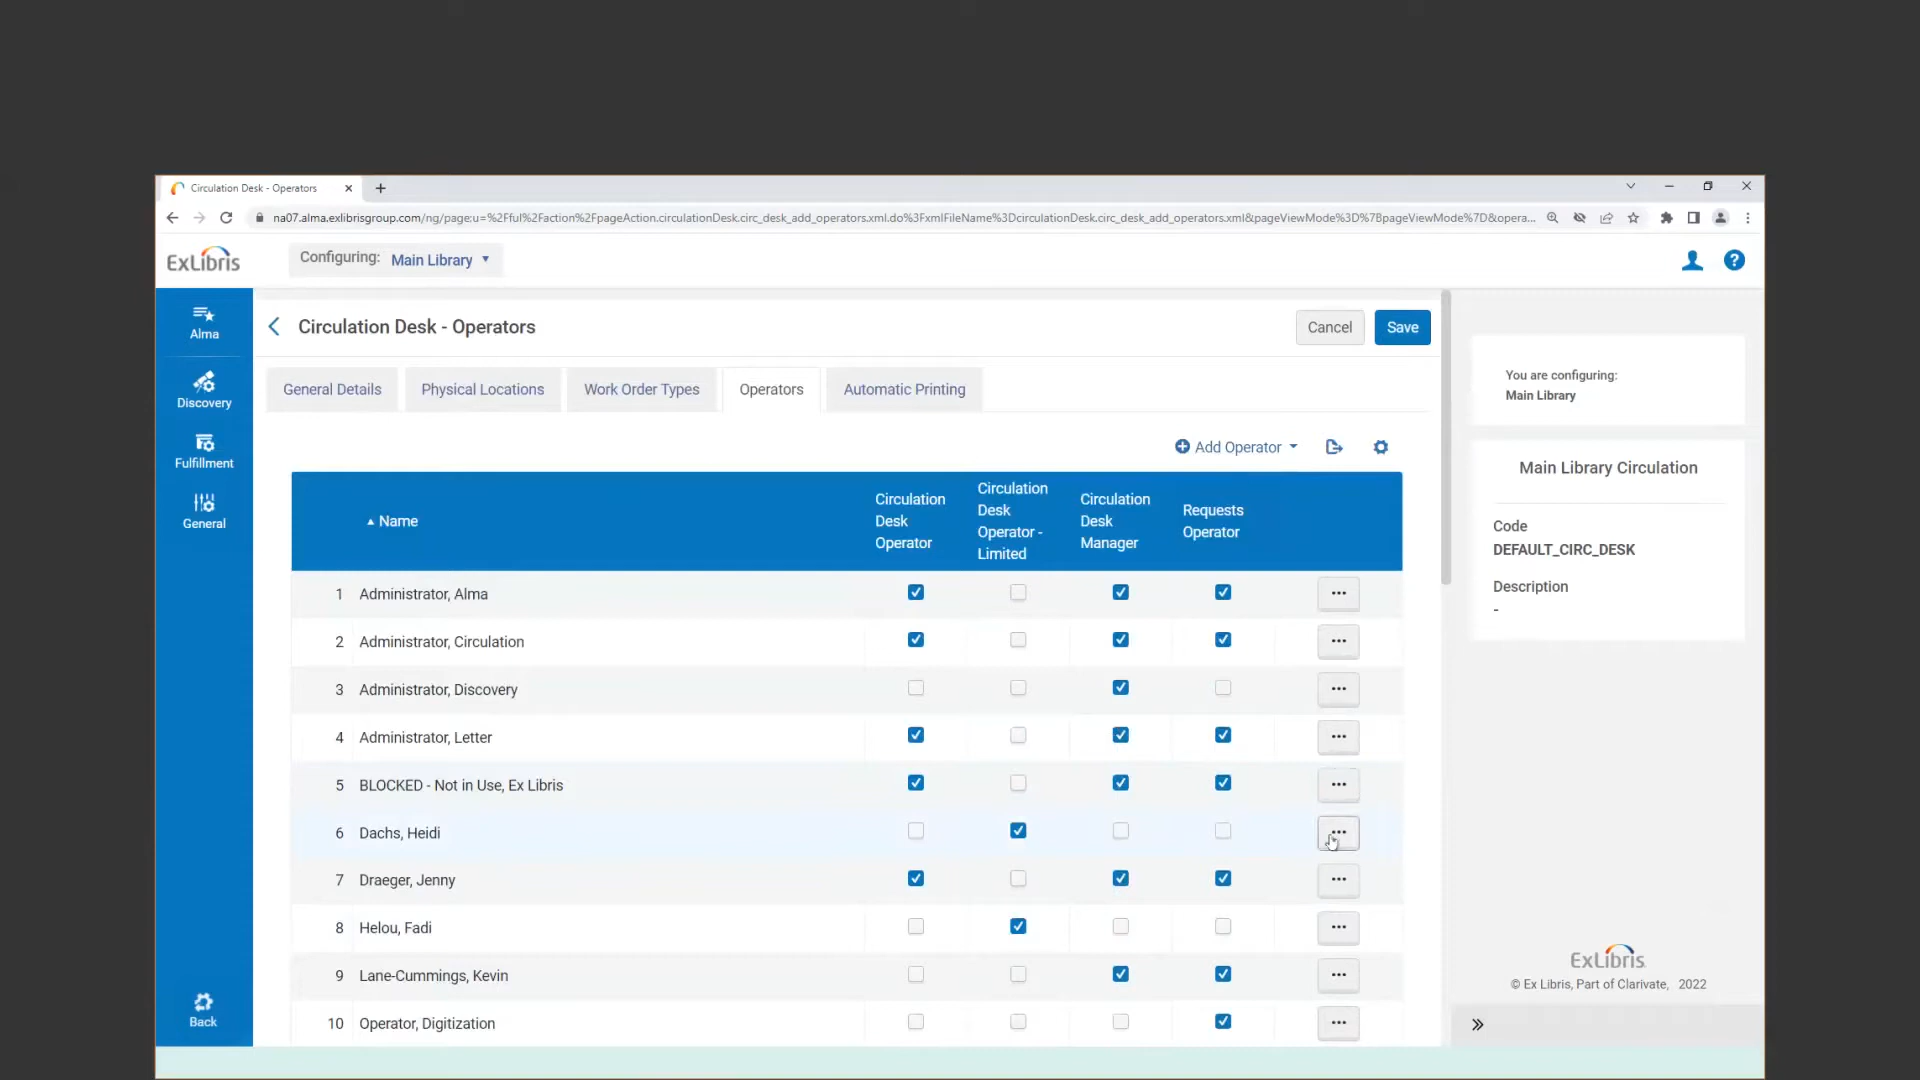 Circulation Desk - Operators
na07.alma.exlibrisgroup.com/ng/page;u=%2Fful%2Faction%2FpageAction.circulationDesk.circ_desk_add_operators.xml.do%3FxmlFileName%3DcirculationDesk.circ_desk_add_operators.xml&pageViewMode%3D%7BpageViewMode%7D&opera...
ExLibris
Configuring: Main Library
Alma
Discovery
Fulfillment
General
Back
Circulation Desk - Operators
Cancel
Save
General Details
Physical Locations
Work Order Types
Operators
Automatic Printing
Add Operator
Name
Circulation
Desk
Operator
Circulation
Desk
Operator -
Limited
Circulation
Desk
Manager
Requests
Operator
1 Administrator, Alma
2 Administrator, Circulation
3 Administrator, Discovery
4 Administrator, Letter
5 BLOCKED - Not in Use, Ex Libris
6 Dachs, Heidi
7 Draeger, Jenny
8 Helou, Fadi
9 Lane-Cummings, Kevin
10 Operator, Digitization
You are configuring:
Main Library
Main Library Circulation
Code
DEFAULT_CIRC_DESK
Description
-
ExLibris
© Ex Libris, Part of Clarivate, 2022